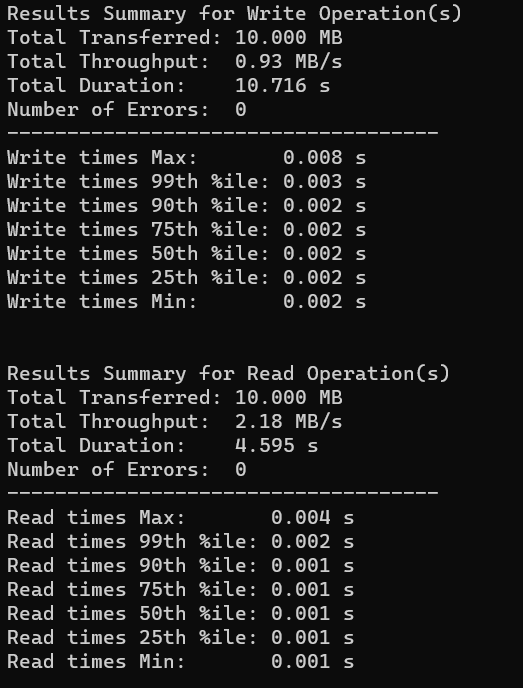 Results Summary for Write Operation(s)
Total Transferred: 10.000 MB
Total Throughput:  0.93 MB/s
Total Duration:    10.716 s
Number of Errors:  0
------------------------------------
Write times Max:       0.008 s
Write times 99th %ile: 0.003 s
Write times 90th %ile: 0.002 s
Write times 75th %ile: 0.002 s
Write times 50th %ile: 0.002 s
Write times 25th %ile: 0.002 s
Write times Min:       0.002 s
Results Summary for Read Operation(s)
Total Transferred: 10.000 MB
Total Throughput:  2.18 MB/s
Total Duration:    4.595 s
Number of Errors:  0
------------------------------------
Read times Max:       0.004 s
Read times 99th %ile: 0.002 s
Read times 90th %ile: 0.001 s
Read times 75th %ile: 0.001 s
Read times 50th %ile: 0.001 s
Read times 25th %ile: 0.001 s
Read times Min:       0.001 s